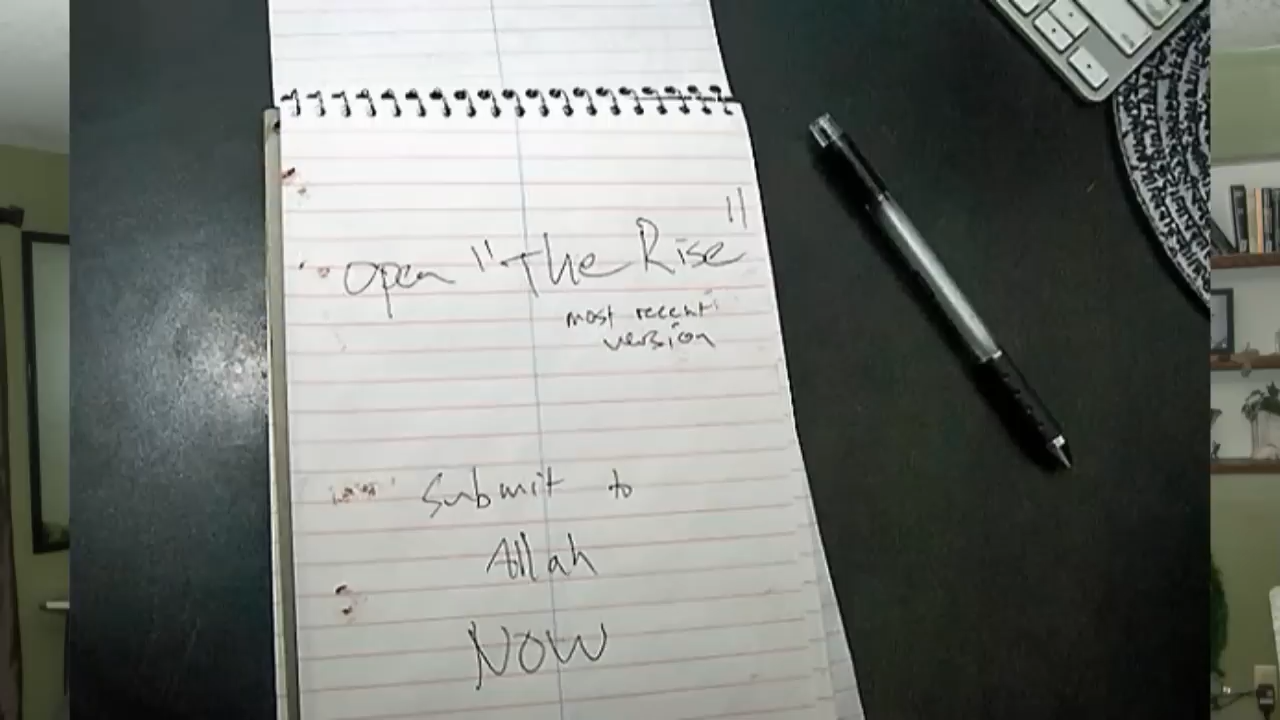 Open "The Rise"
most recent
version
Submit to
Allah
NOW